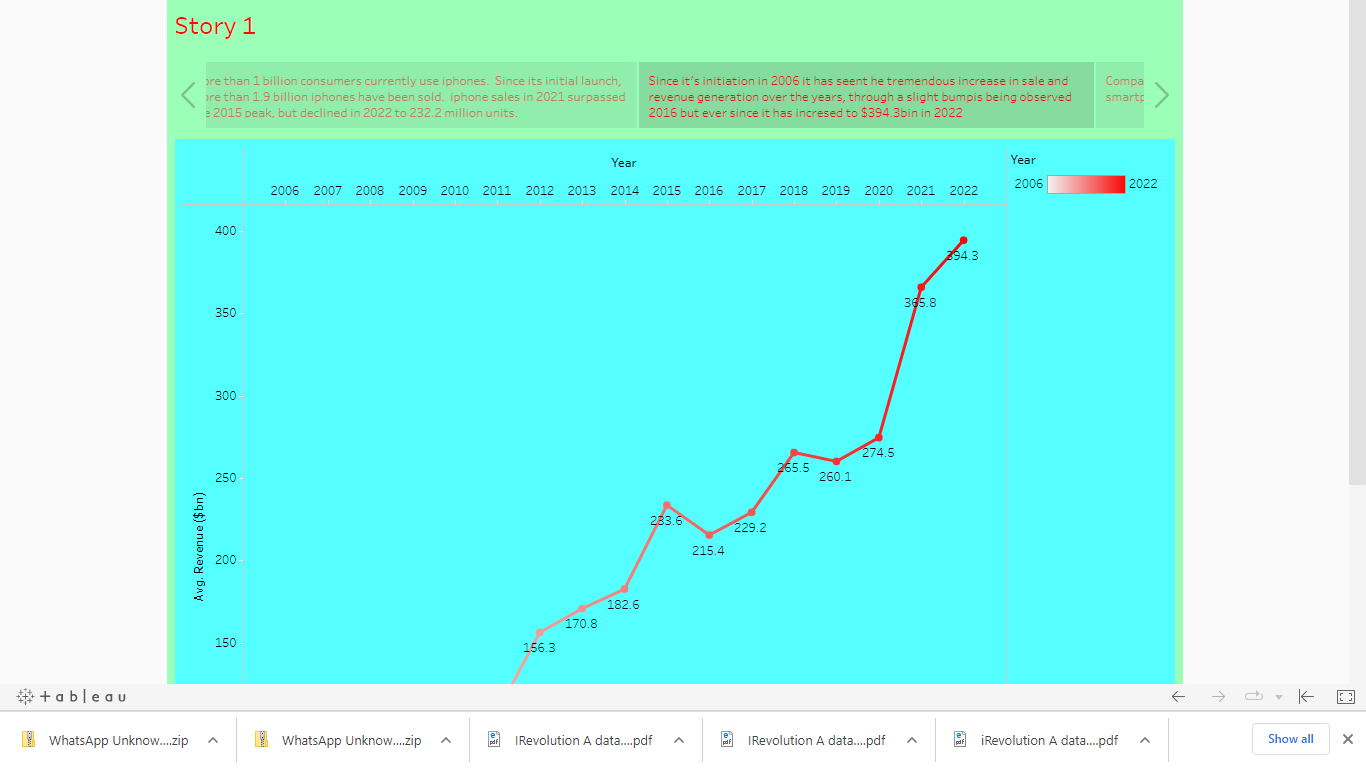 Story 1
ore than 1 billion consumers currently use iphones. Since its initial launch,
ore than 1.9 billion iphones have been sold. iphone sales in 2021 surpassed
e 2015 peak, but declined in 2022 to 232.2 million units.
Since it's initiation in 2006 it has seent he tremendous increase in sale and
revenue generation over the years, through a slight bumpis being observed
2016 but ever since it has incresed to $394.3bin in 2022
Compa
smartp
Year
2006 2007 2008 2009 2010 2011 2012 2013 2014 2015 2016 2017 2018 2019 2020 2021 2022
Year
2006 2022
400
350
300
250
200
150
Avg. Revenue ($bn)
394.3
365.8
274.5
265.5
260.1
233.6
229.2
215.4
182.6
170.8
156.3
+ a b | e a u
WhatsApp Unknow....zip
WhatsApp Unknow....zip
IRevolution A data....pdf
IRevolution A data....pdf
iRevolution A data....pdf
Show all